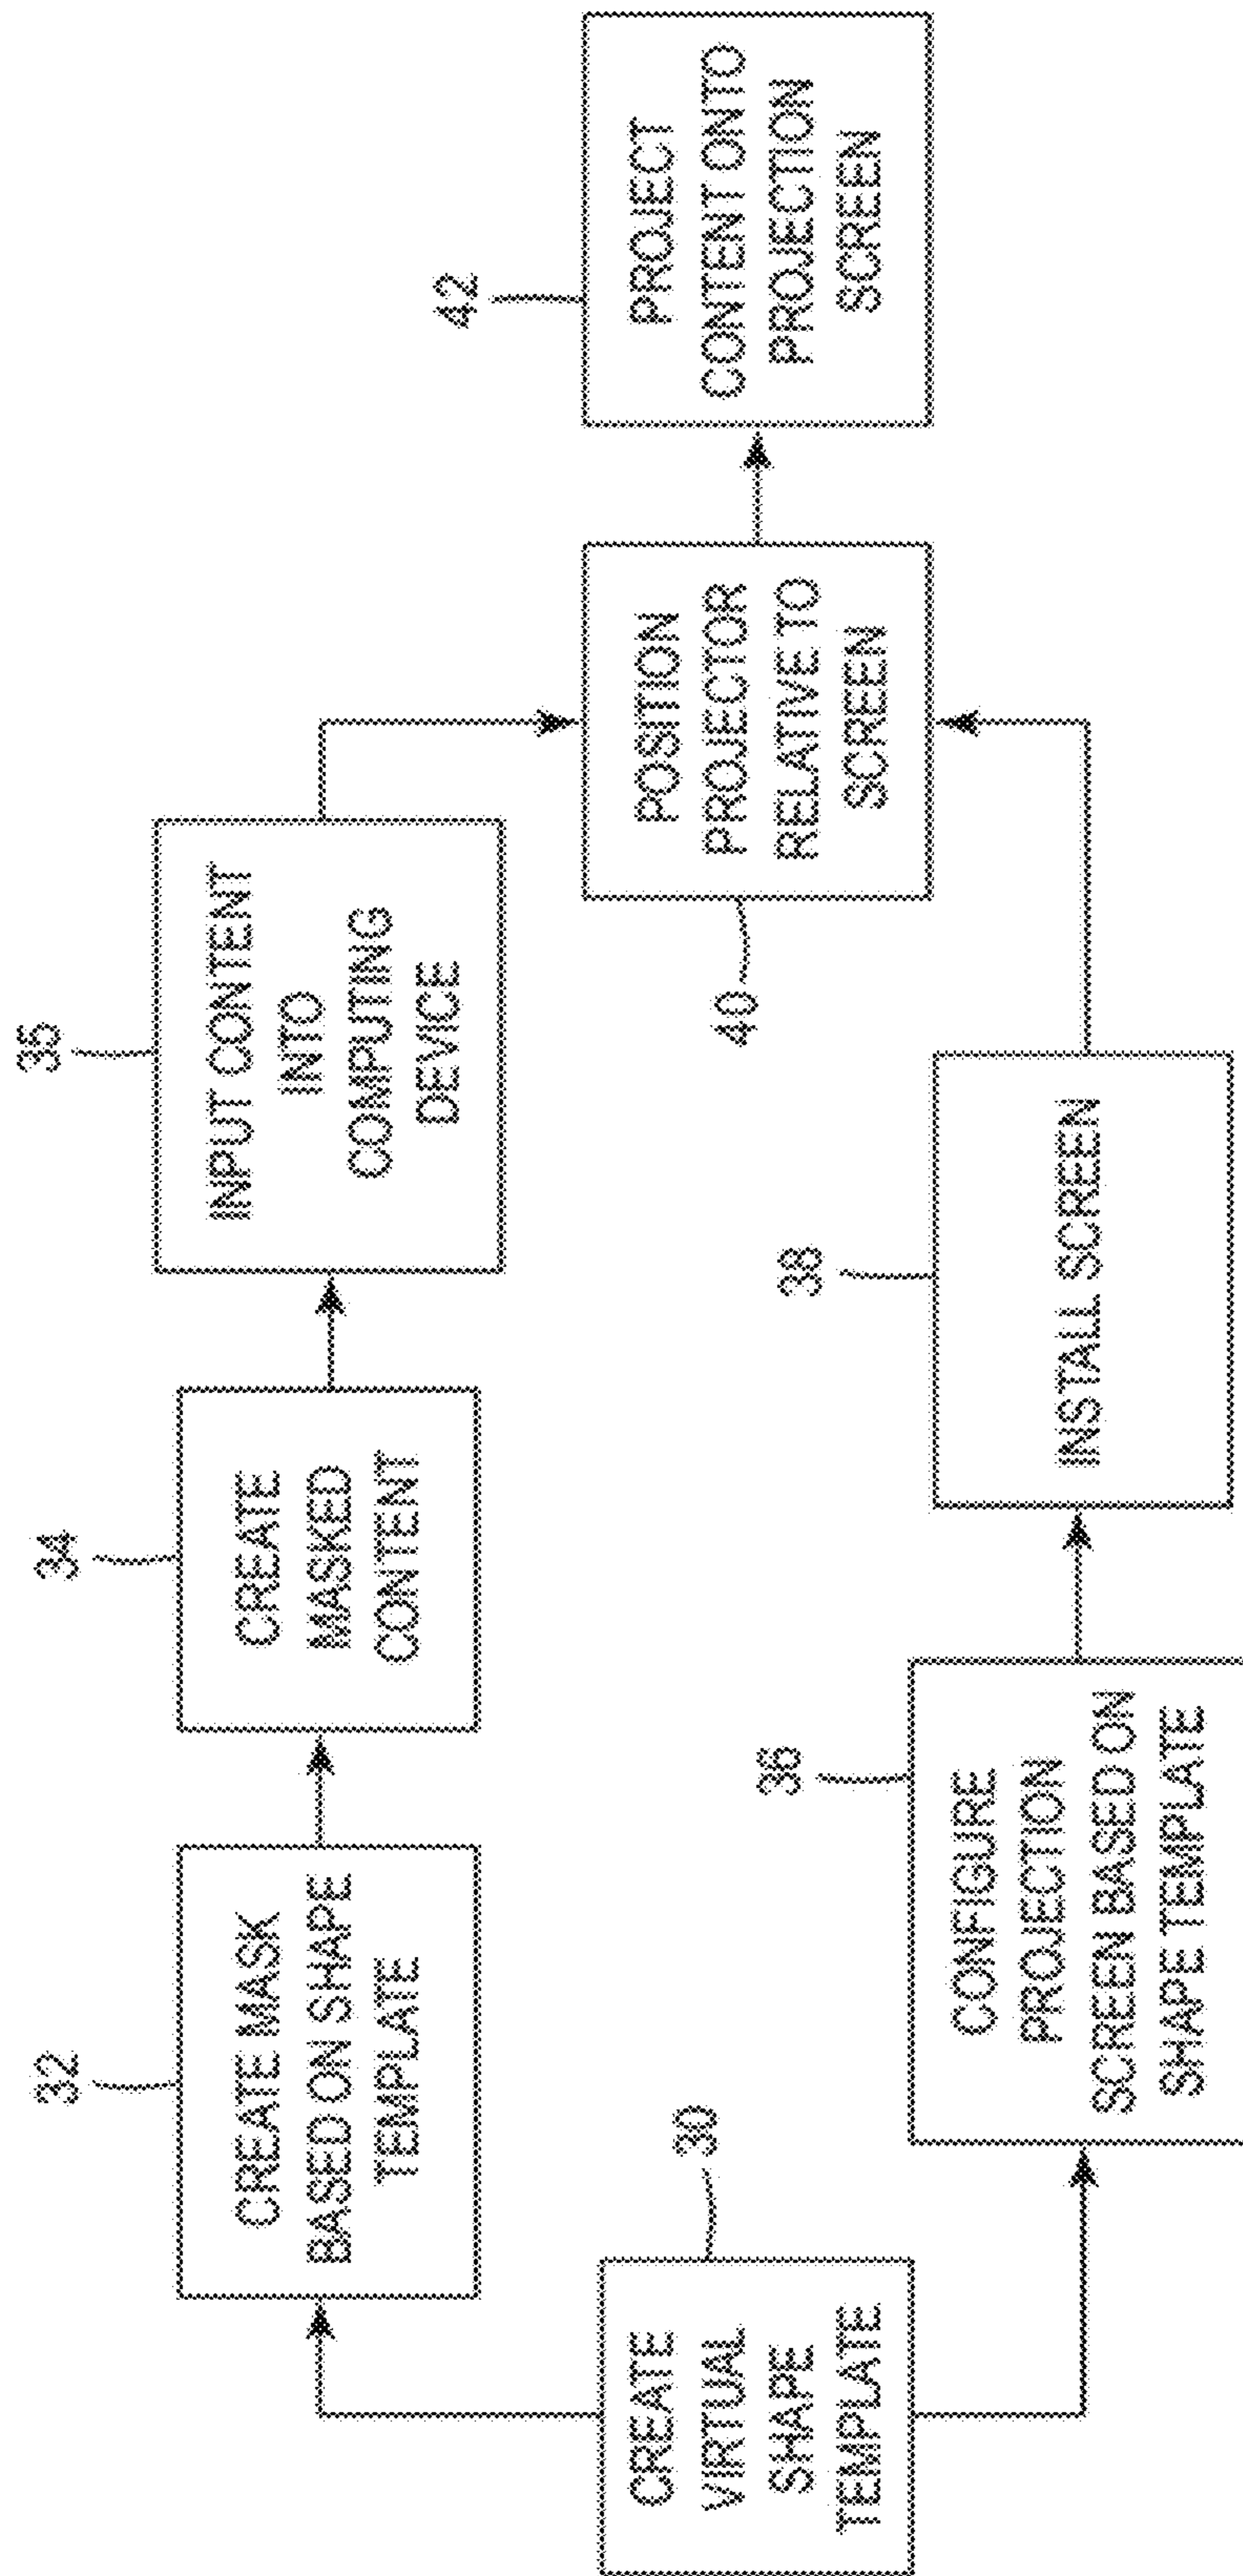 30
CREATE
VIRTUAL
SHAPE
TEMPLATE
32
CREATE MASK
BASED ON SHAPE
TEMPLATE
34
CREATE
MASKED
CONTENT
35
INPUT CONTENT
INTO
COMPUTING
DEVICE
36
CONFIGURE
PROJECTION
SCREEN BASED ON
SHAPE TEMPLATE
38
INSTALL SCREEN
40
POSITION
PROJECTOR
RELATIVE TO
SCREEN
42
PROJECT
CONTENT ONTO
PROJECTION
SCREEN